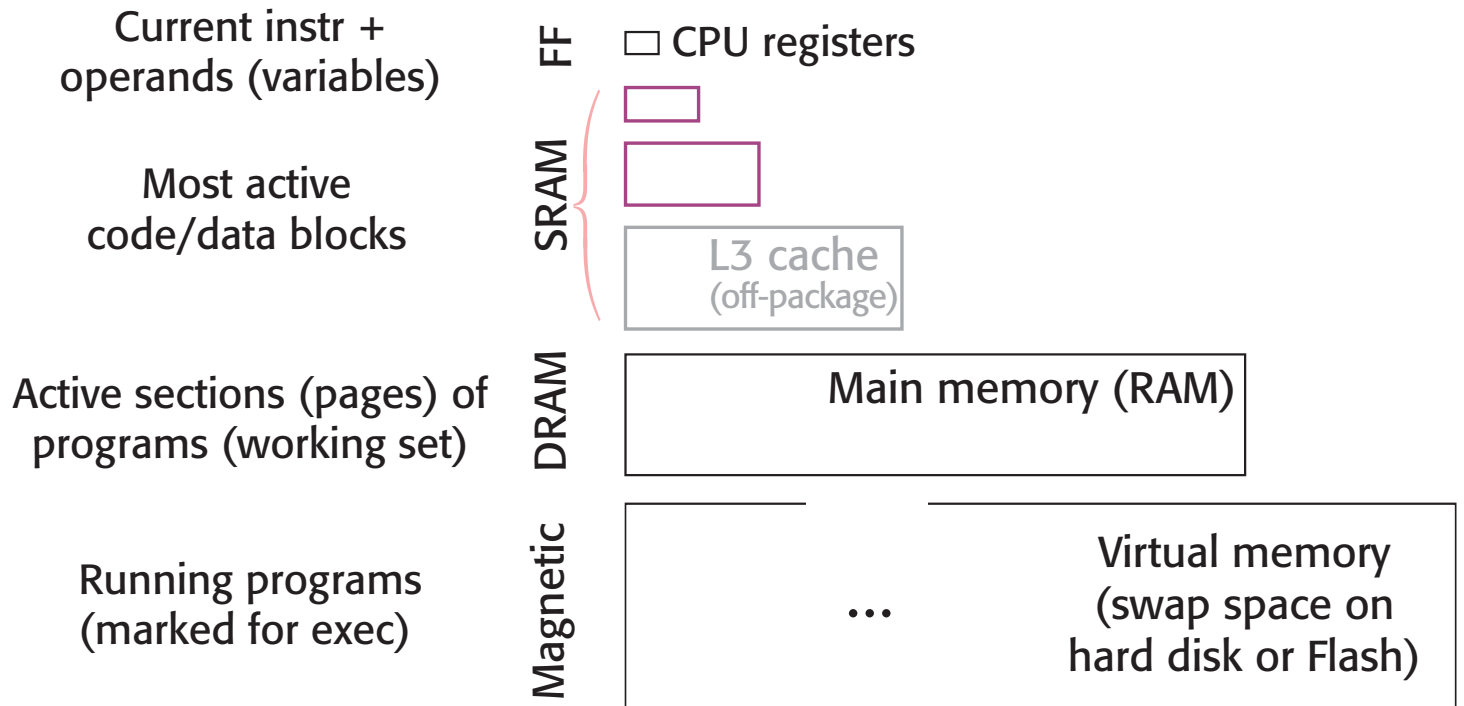 Current instr +
operands (variables)
FF
CPU registers
Most active
code/data blocks
SRAM
L3 cache
(off-package)
Active sections (pages) of
programs (working set)
DRAM
Main memory (RAM)
Running programs
(marked for exec)
Magnetic
...
Virtual memory
(swap space on
hard disk or Flash)